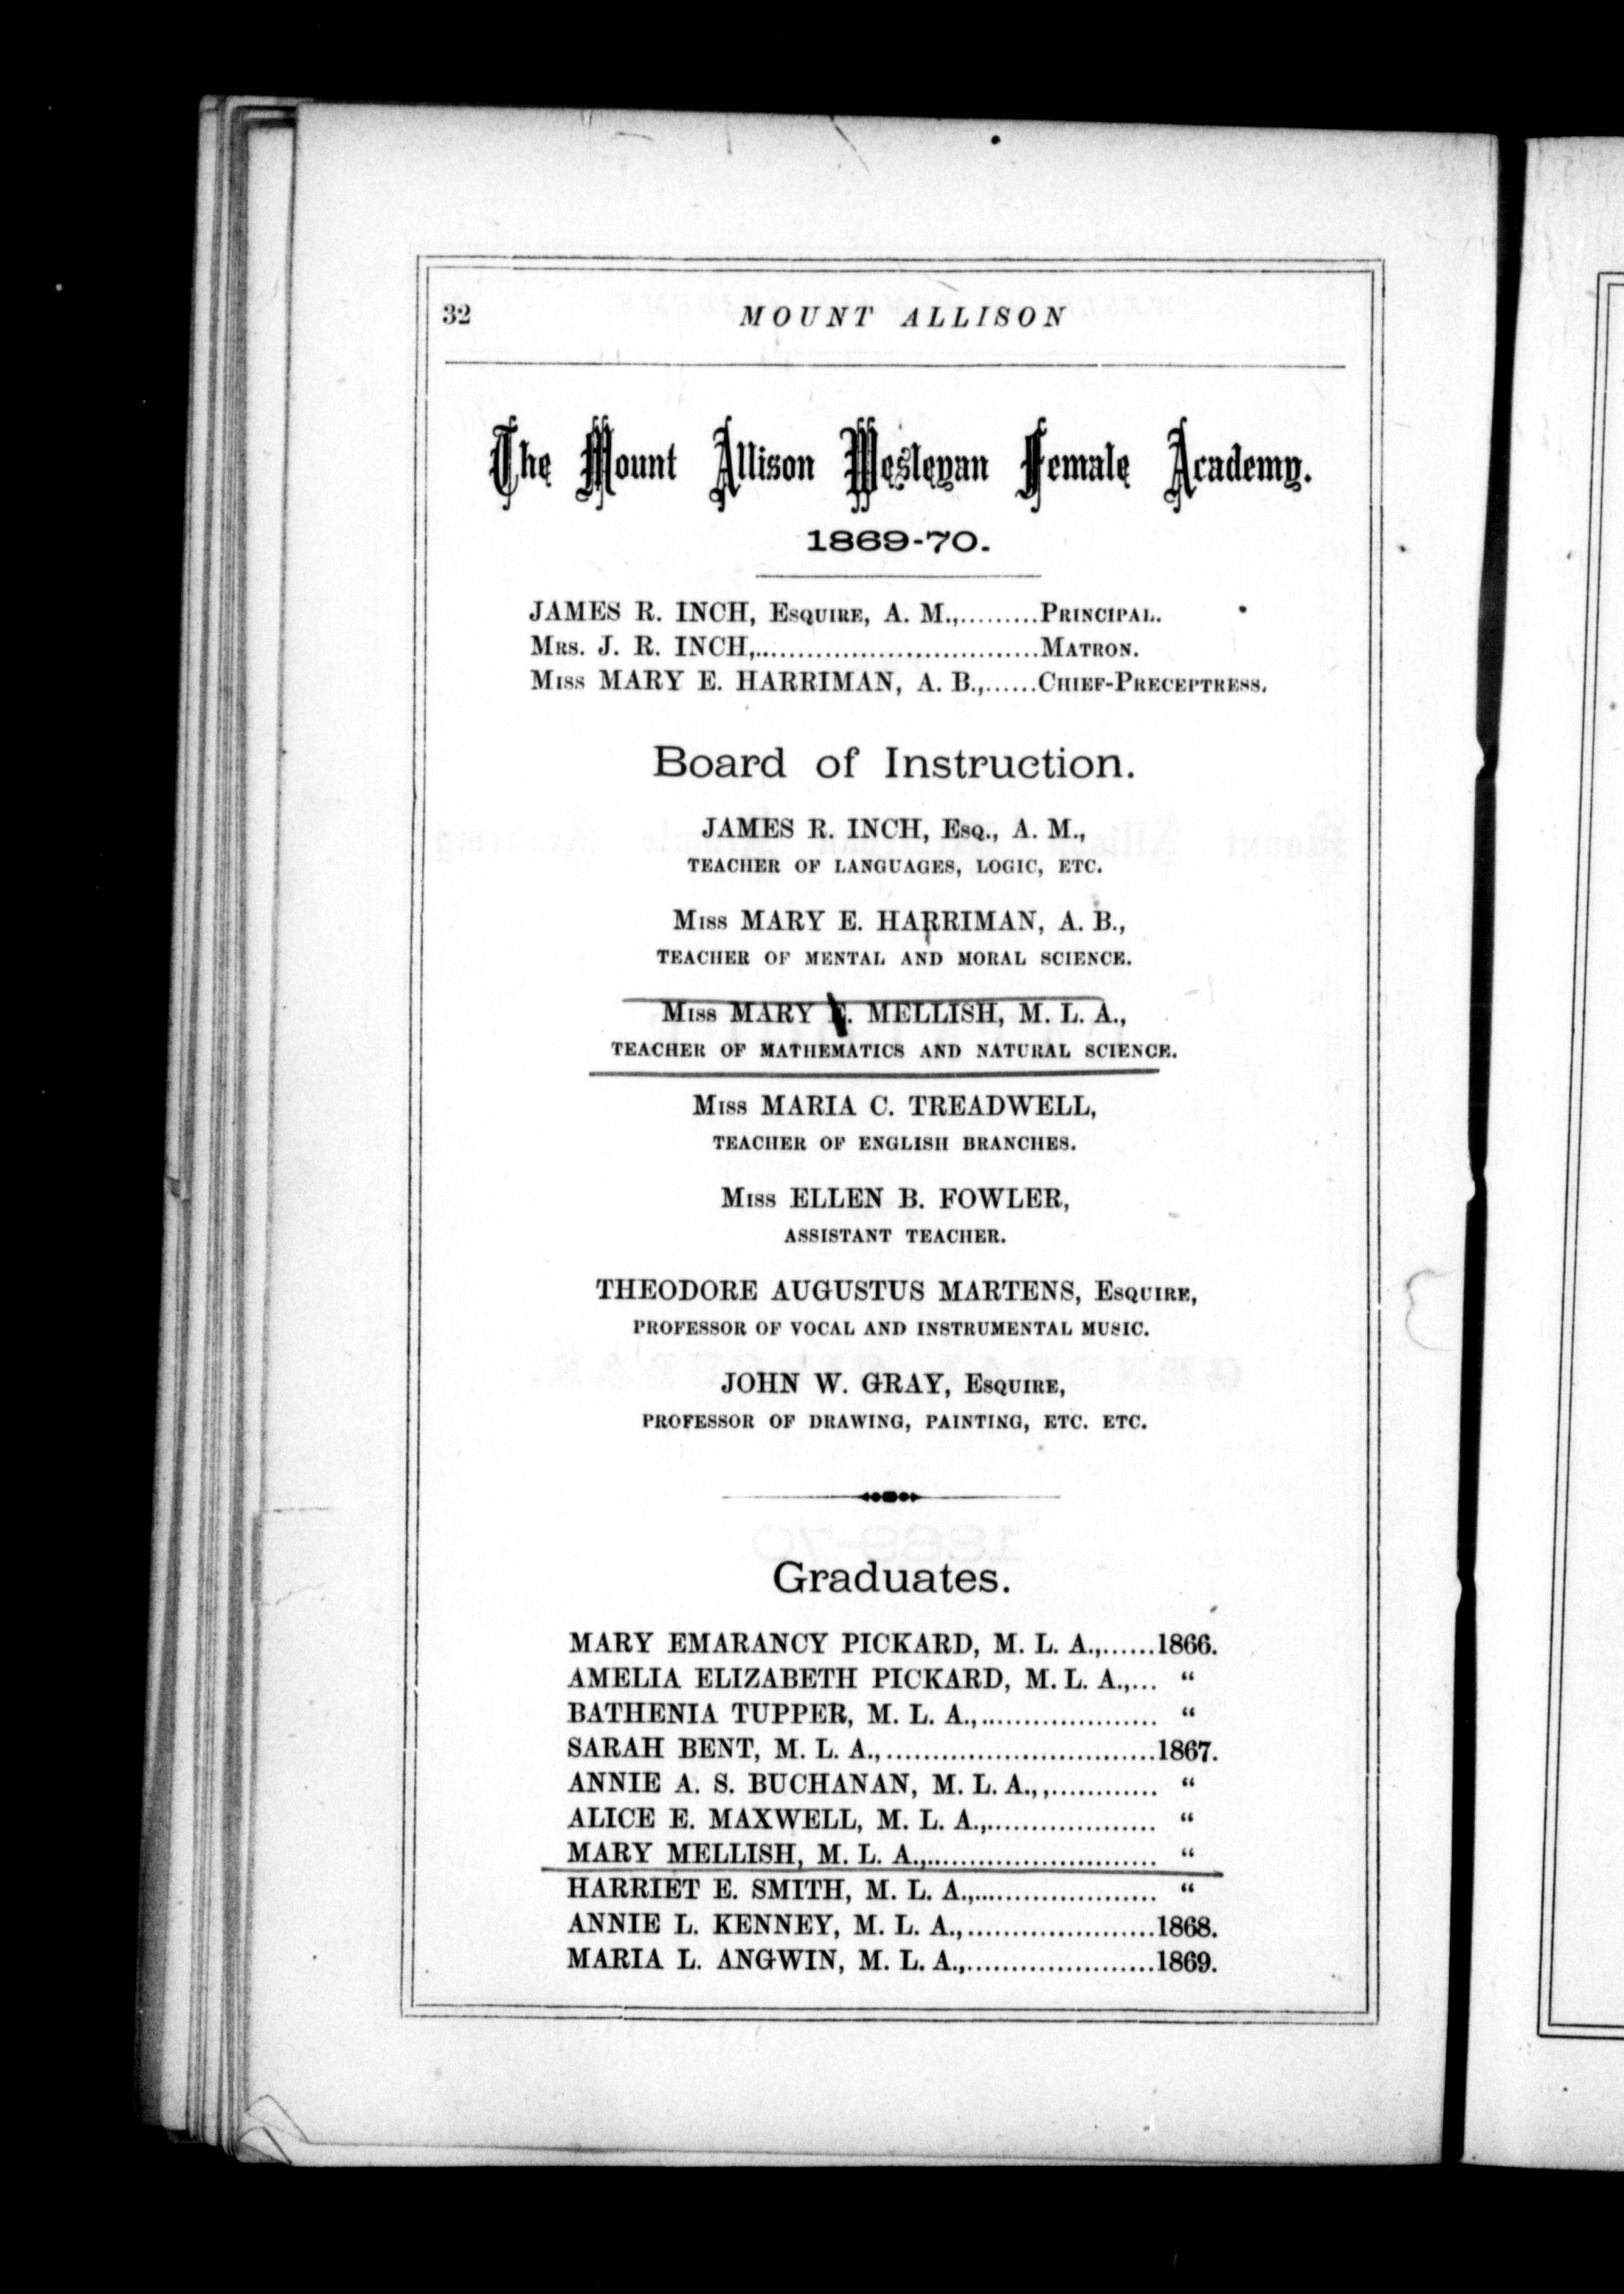 32
MOUNT ALLISON
The Mount Allison Wesleyan Female Academy.
1869-70.
JAMES R. INCH, ESQUIRE, A. M.,.........PRINCIPAL.
MRS. J. R. INCH,................................MATRON.
MISS MARY E. HARRIMAN, A. B.,......CHIEF-PRECEPTRESS.
Board of Instruction.
JAMES R. INCH, ESQ., A. M.,
TEACHER OF LANGUAGES, LOGIC, ETC.
MISS MARY E. HARRIMAN, A. B.,
TEACHER OF MENTAL AND MORAL SCIENCE.
MISS MARY MELLISH, M. L. A.,
TEACHER OF MATHEMATICS AND NATURAL SCIENCE.
MISS MARIA C. TREADWELL,
TEACHER OF ENGLISH BRANCHES.
MISS ELLEN B. FOWLER,
ASSISTANT TEACHER.
THEODORE AUGUSTUS MARTENS, ESQUIRE,
PROFESSOR OF VOCAL AND INSTRUMENTAL MUSIC.
JOHN W. GRAY, ESQUIRE,
PROFESSOR OF DRAWING, PAINTING, ETC. ETC.
Graduates.
MARY EMARANCY PICKARD, M. L. A.,......1866.
AMELIA ELIZABETH PICKARD, M. L. A.,... “
BATHENIA TUPPER, M. L. A.,.................... “
SARAH BENT, M. L. A.,..............................1867.
ANNIE A. S. BUCHANAN, M. L. A.,,............ “
ALICE E. MAXWELL, M. L. A.,................... “
MARY MELLISH, M. L. A.,.......................... “
HARRIET E. SMITH, M. L. A.,.................... “
ANNIE L. KENNEY, M. L. A.,.....................1868.
MARIA L. ANGWIN, M. L. A.,.....................1869.